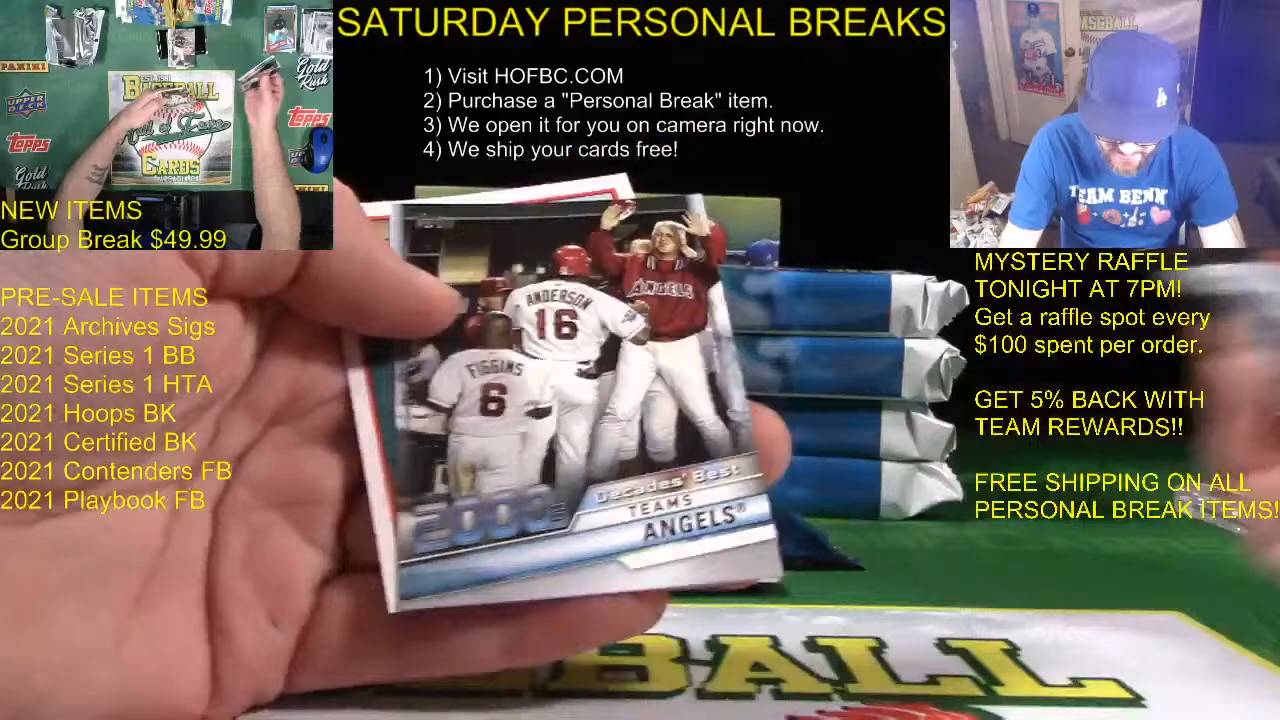 SATURDAY PERSONAL BREAKS
1) Visit HOFBC.COM
2) Purchase a "Personal Break" item.
3) We open it for you on camera right now.
4) We ship your cards free!
PANINI
UPPER DECK
Topps
Gold Rush
BASEBALL
Hall of Fame
CARDS
Gold Rush
Topps
NEW ITEMS
Group Break $49.99
PRE-SALE ITEMS
2021 Archives Sigs
2021 Series 1 BB
2021 Series 1 HTA
2021 Hoops BK
2021 Certified BK
2021 Contenders FB
2021 Playbook FB
LA
TEAM BENN
MYSTERY RAFFLE
TONIGHT AT 7PM!
Get a raffle spot every
$100 spent per order.
GET 5% BACK WITH
TEAM REWARDS!!
FREE SHIPPING ON ALL
PERSONAL BREAK ITEMS!
ANGELS
ANDERSON
16
FIGGINS
6
2000s
Decades' Best
TEAMS
ANGELS®
BALL